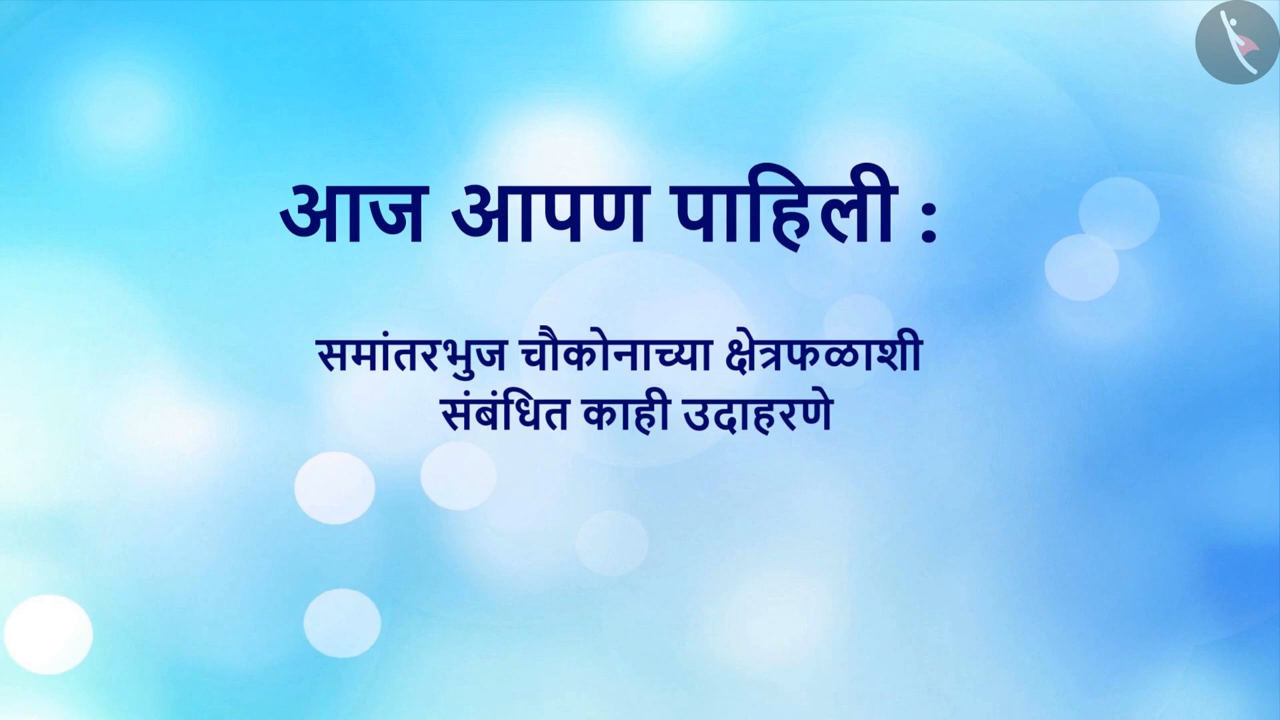 आज आपण पाहिली :
समांतरभुज चौकोनाच्या क्षेत्रफळाशी
संबंधित काही उदाहरणे